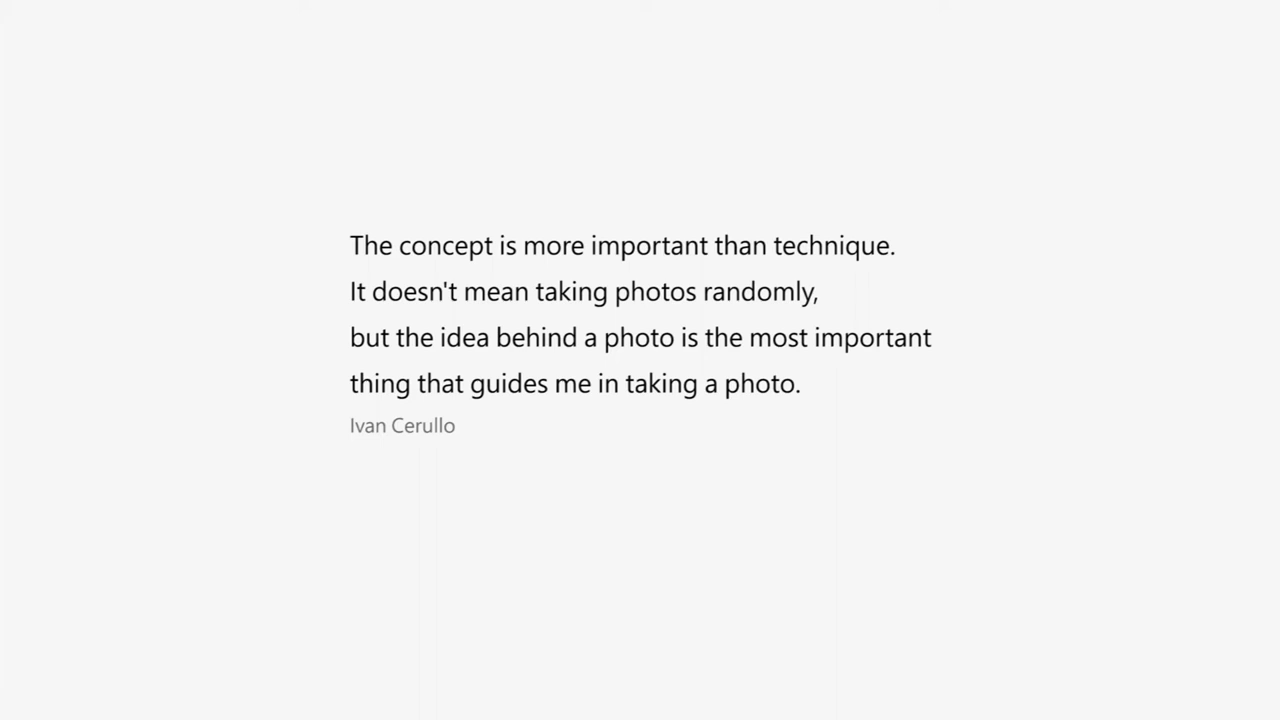 The concept is more important than technique.
It doesn't mean taking photos randomly,
but the idea behind a photo is the most important
thing that guides me in taking a photo.
Ivan Cerullo